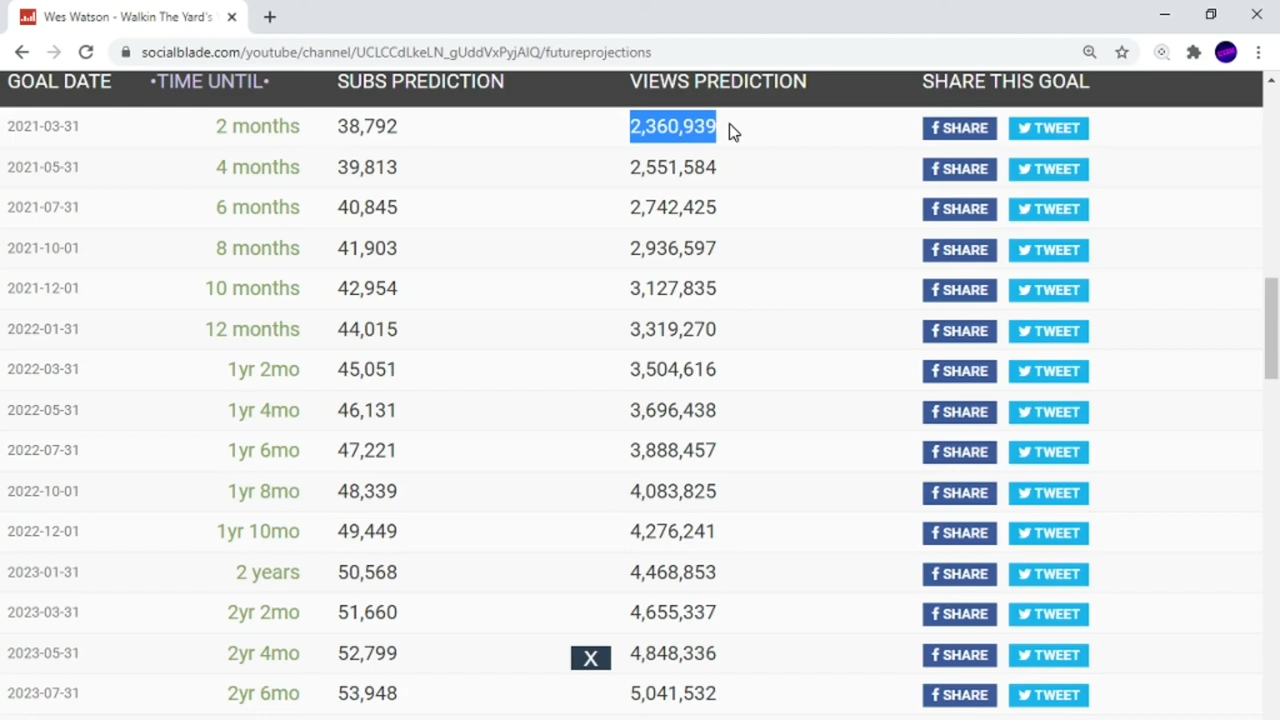 Wes Watson - Walkin The Yard's
socialblade.com/youtube/channel/UCLCCdLkeLN_gUddVxPyjAIQ/futureprojections
GOAL DATE •TIME UNTIL• SUBS PREDICTION VIEWS PREDICTION SHARE THIS GOAL
2021-03-31 2 months 38,792 2,360,939 SHARE TWEET
2021-05-31 4 months 39,813 2,551,584 SHARE TWEET
2021-07-31 6 months 40,845 2,742,425 SHARE TWEET
2021-10-01 8 months 41,903 2,936,597 SHARE TWEET
2021-12-01 10 months 42,954 3,127,835 SHARE TWEET
2022-01-31 12 months 44,015 3,319,270 SHARE TWEET
2022-03-31 1yr 2mo 45,051 3,504,616 SHARE TWEET
2022-05-31 1yr 4mo 46,131 3,696,438 SHARE TWEET
2022-07-31 1yr 6mo 47,221 3,888,457 SHARE TWEET
2022-10-01 1yr 8mo 48,339 4,083,825 SHARE TWEET
2022-12-01 1yr 10mo 49,449 4,276,241 SHARE TWEET
2023-01-31 2 years 50,568 4,468,853 SHARE TWEET
2023-03-31 2yr 2mo 51,660 4,655,337 SHARE TWEET
2023-05-31 2yr 4mo 52,799 X 4,848,336 SHARE TWEET
2023-07-31 2yr 6mo 53,948 5,041,532 SHARE TWEET